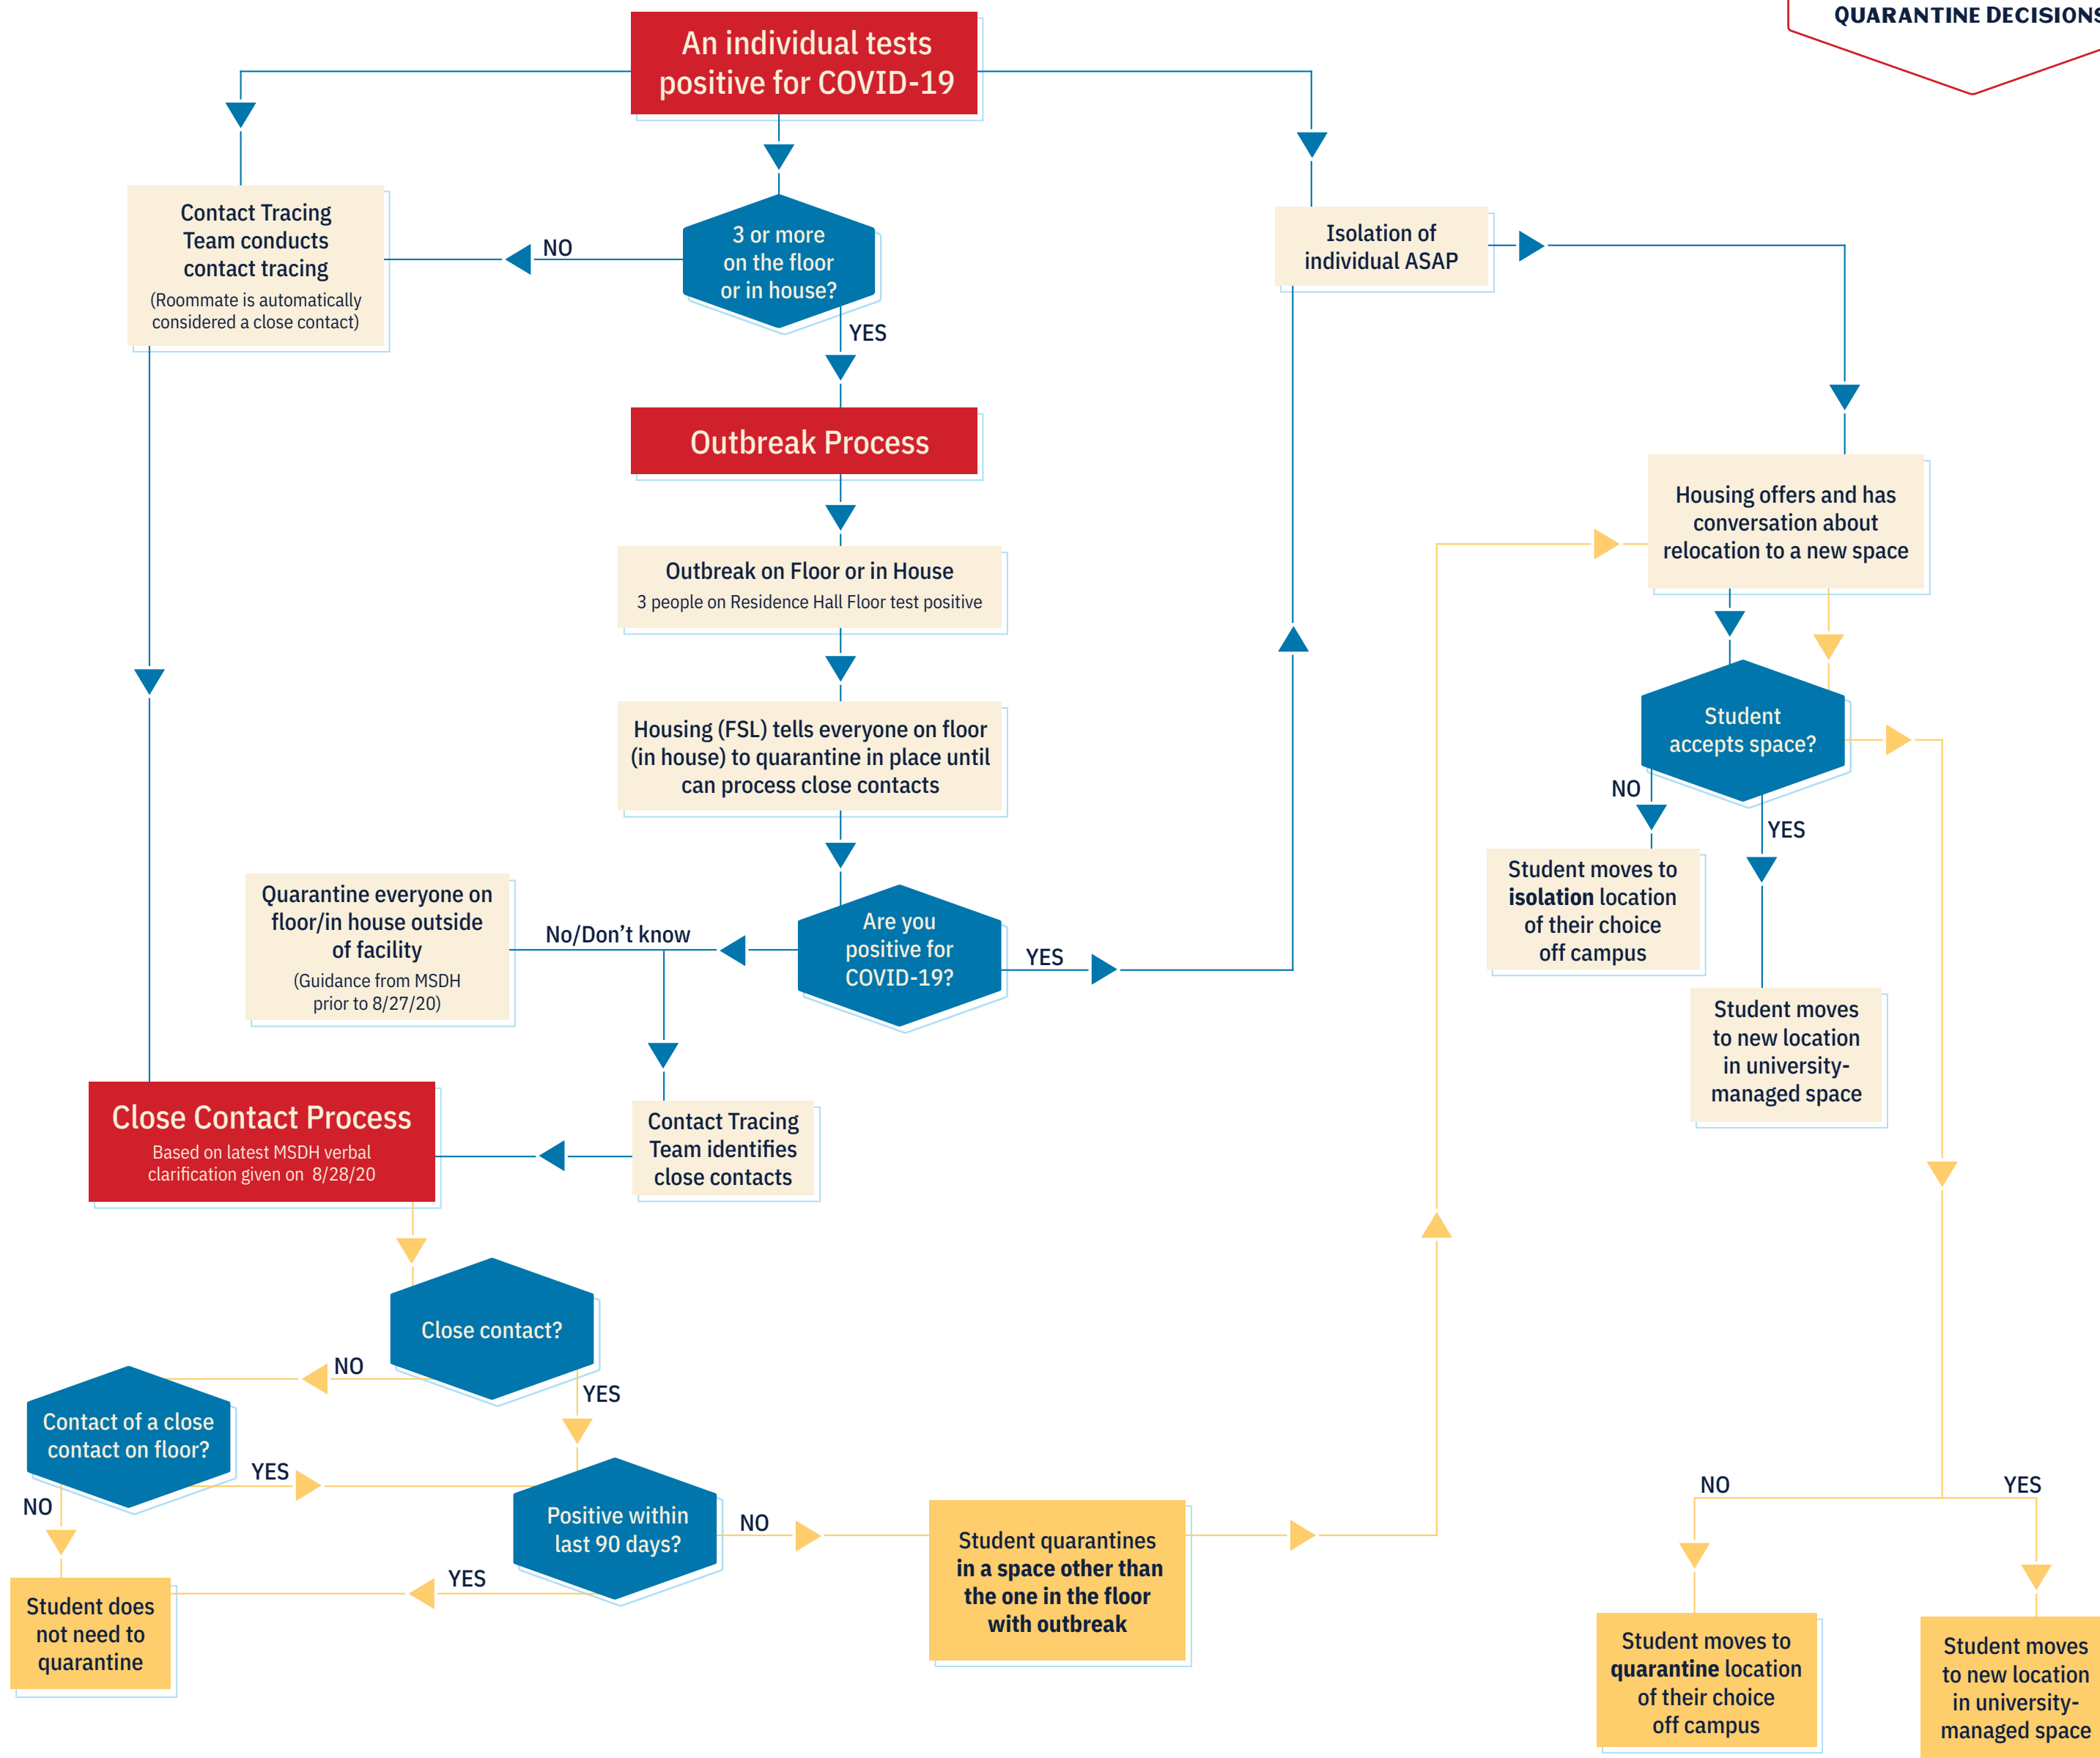 QUARANTINE DECISIONS
An individual tests
positive for COVID-19
Contact Tracing
Team conducts
contact tracing
(Roommate is automatically
considered a close contact)
NO
3 or more
on the floor
or in house?
YES
Isolation of
individual ASAP
Outbreak Process
Outbreak on Floor or in House
3 people on Residence Hall Floor test positive
Housing (FSL) tells everyone on floor
(in house) to quarantine in place until
can process close contacts
Housing offers and has
conversation about
relocation to a new space
Student
accepts space?
NO
YES
Student moves to
isolation location
of their choice
off campus
Student moves
to new location
in university-
managed space
Quarantine everyone on
floor/in house outside
of facility
(Guidance from MSDH
prior to 8/27/20)
No/Don't know
Are you
positive for
COVID-19?
YES
Close Contact Process
Based on latest MSDH verbal
clarification given on 8/28/20
Contact Tracing
Team identifies
close contacts
Close contact?
NO
YES
Contact of a close
contact on floor?
YES
NO
Positive within
last 90 days?
NO
YES
Student does
not need to
quarantine
Student quarantines
in a space other than
the one in the floor
with outbreak
NO
YES
Student moves to
quarantine location
of their choice
off campus
Student moves
to new location
in university-
managed space